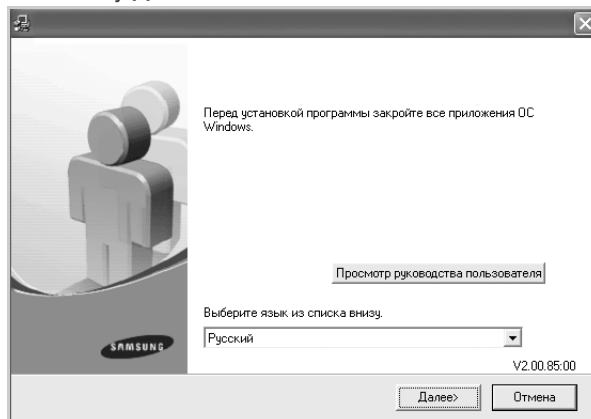 Перед установкой программы закройте все приложения ОС
Windows.
Просмотр руководства пользователя
Выберите язык из списка внизу.
Русский
SAMSUNG
V2.00.85:00
Далее>
Отмена